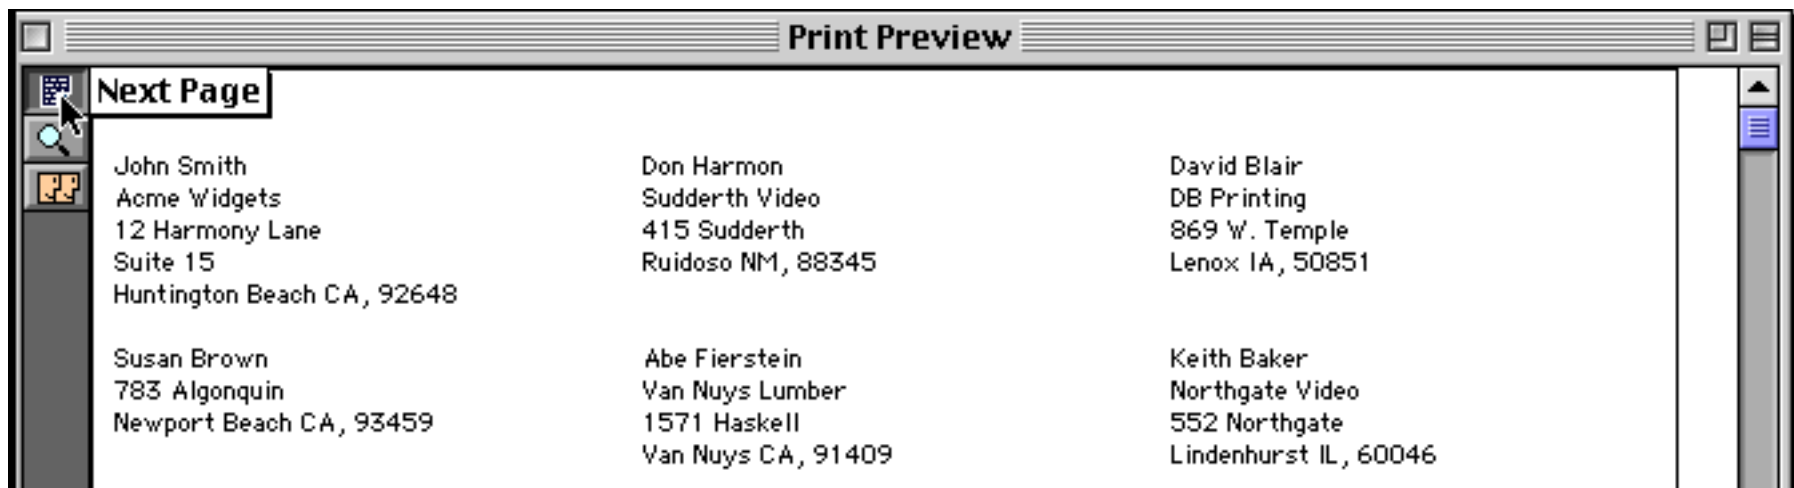 Print Preview
Next Page
John Smith
Acme Widgets
12 Harmony Lane
Suite 15
Huntington Beach CA, 92648
Don Harmon
Sudderth Video
415 Sudderth
Ruidoso NM, 88345
David Blair
DB Printing
869 W. Temple
Lenox IA, 50851
Susan Brown
783 Algonquin
Newport Beach CA, 93459
Abe Fierstein
Van Nuys Lumber
1571 Haskell
Van Nuys CA, 91409
Keith Baker
Northgate Video
552 Northgate
Lindenhurst IL, 60046